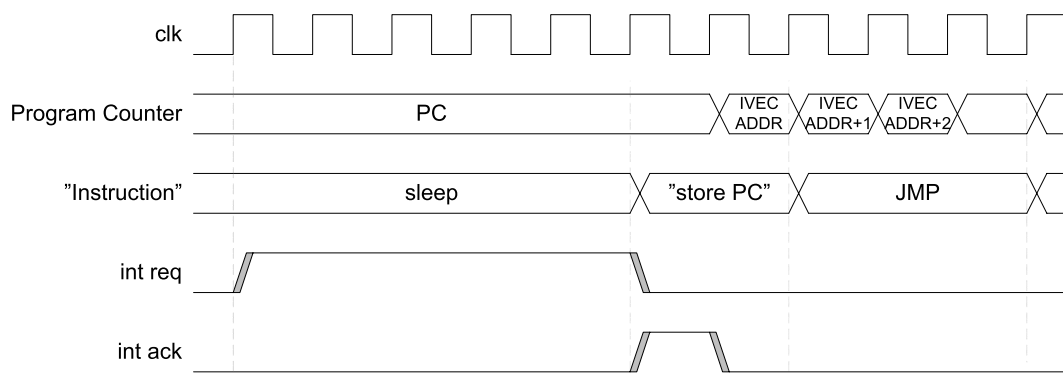 clk
Program Counter
PC
IVEC
ADDR
IVEC
ADDR+1
IVEC
ADDR+2
”Instruction”
sleep
”store PC”
JMP
int req
int ack